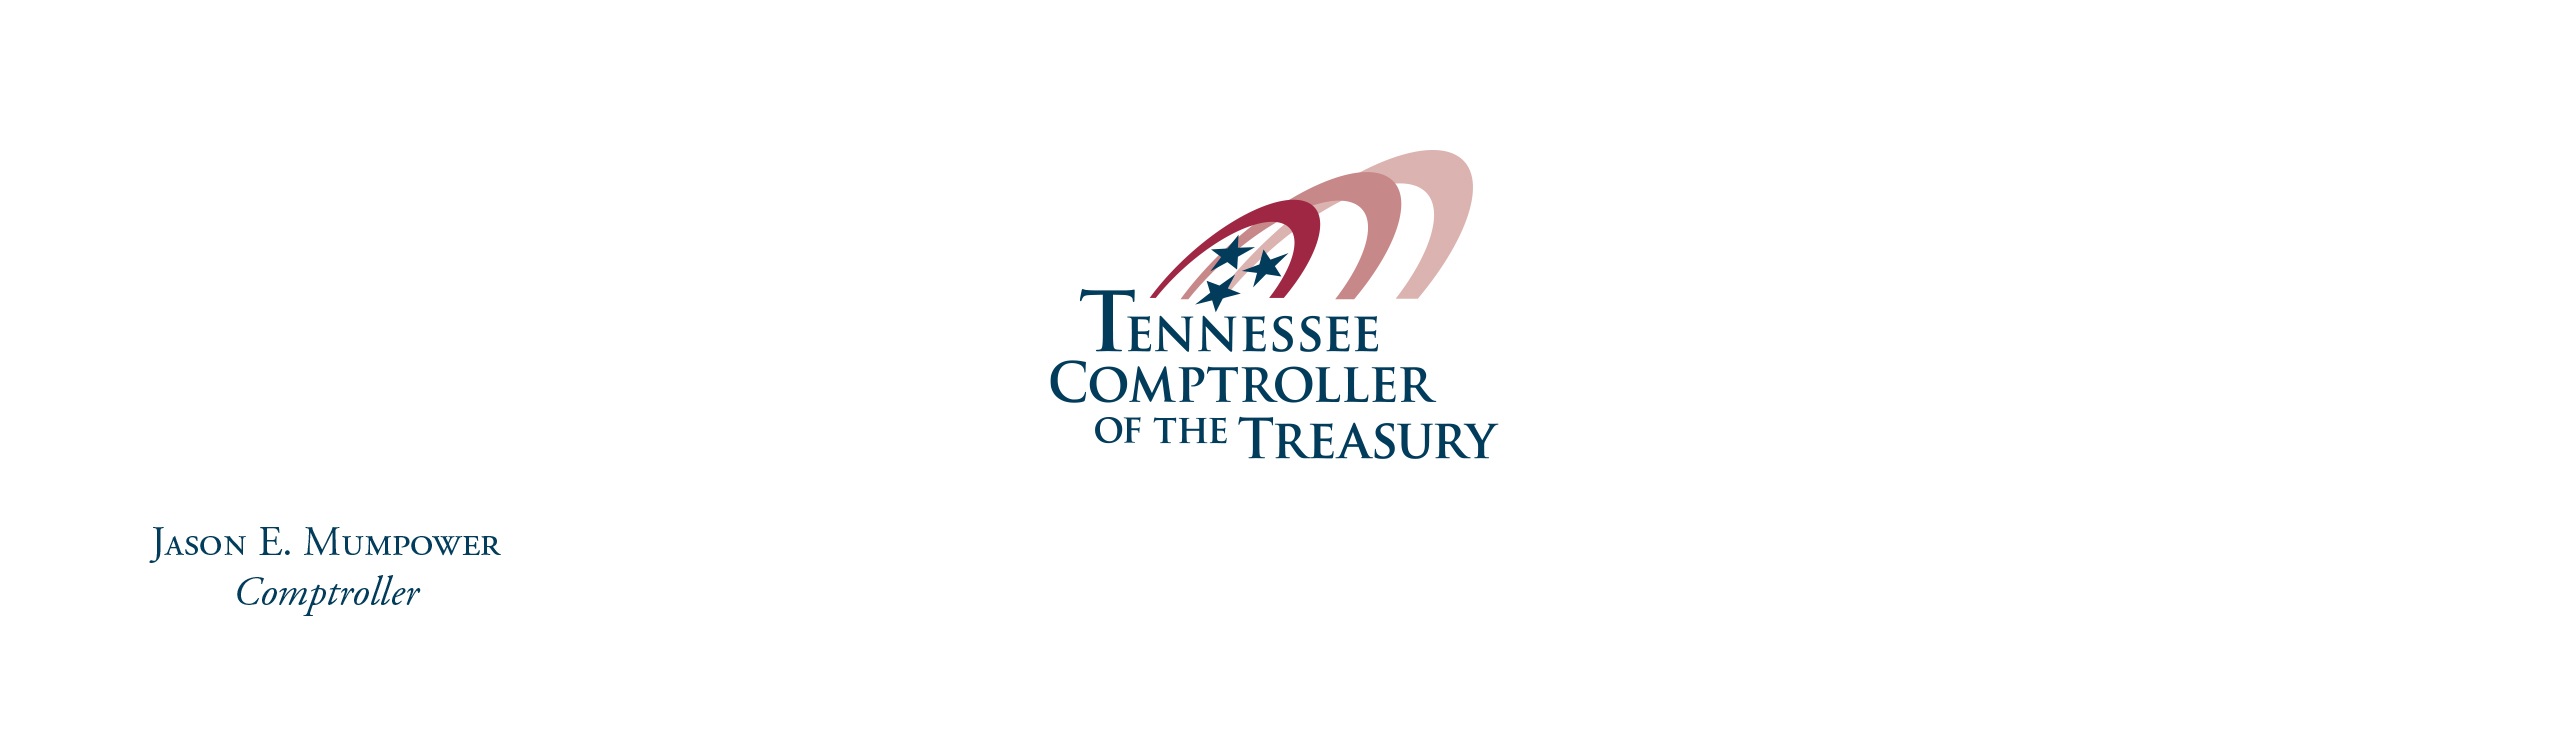 Tennessee
Comptroller
of the Treasury
Jason E. Mumpower
Comptroller